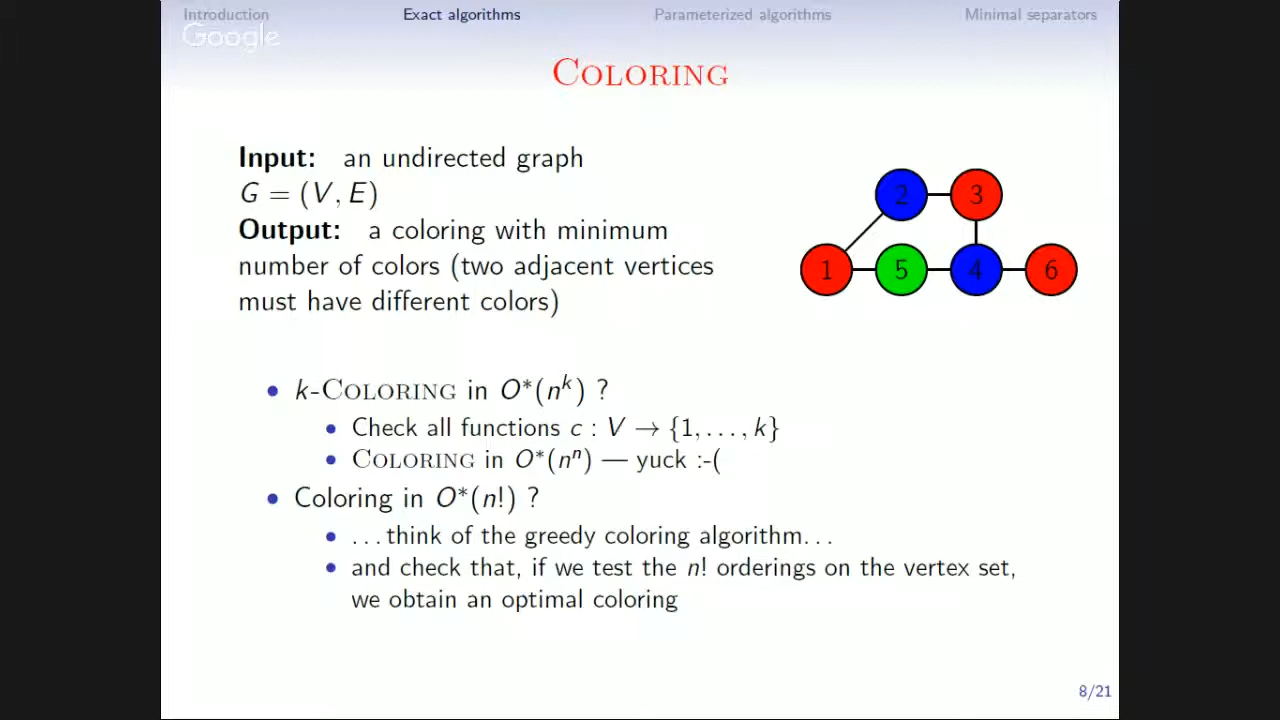 Introduction Exact algorithms Parameterized algorithms Minimal separators
Google
COLORING
Input: an undirected graph
G = (V, E)
Output: a coloring with minimum
number of colors (two adjacent vertices
must have different colors)
2 3
1 5 4 6
• k-COLORING in O*(n^k) ?
• Check all functions c : V → {1, . . . , k}
• COLORING in O*(n^n) — yuck :-(
• Coloring in O*(n!) ?
• . . . think of the greedy coloring algorithm. . .
• and check that, if we test the n! orderings on the vertex set,
we obtain an optimal coloring
8/21